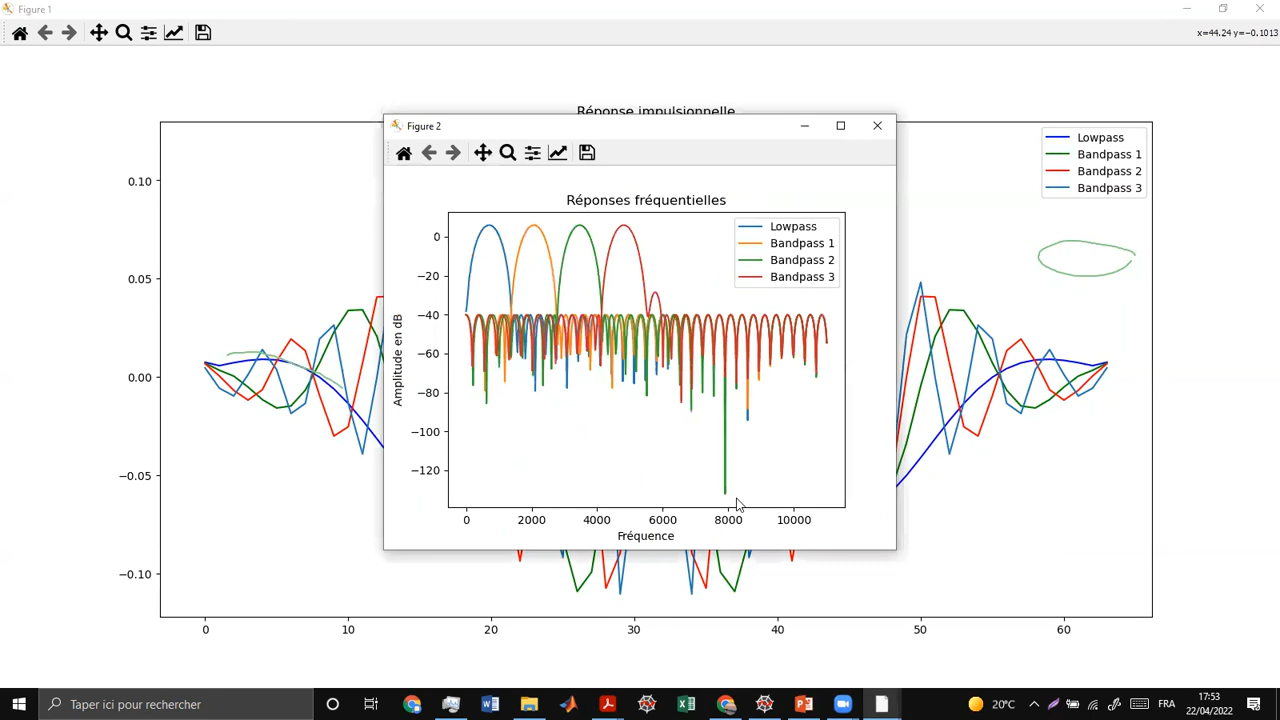 Figure 1
x=44.24 y=−0.1013
Réponse impulsionnelle
Lowpass
Bandpass 1
Bandpass 2
Bandpass 3
0.10
0.05
0.00
−0.05
−0.10
0 10 20 30 40 50 60
Figure 2
Réponses fréquentielles
Lowpass
Bandpass 1
Bandpass 2
Bandpass 3
Amplitude en dB
0
−20
−40
−60
−80
−100
−120
0 2000 4000 6000 8000 10000
Fréquence
Taper ici pour rechercher
20°C
FRA
17:53
22/04/2022